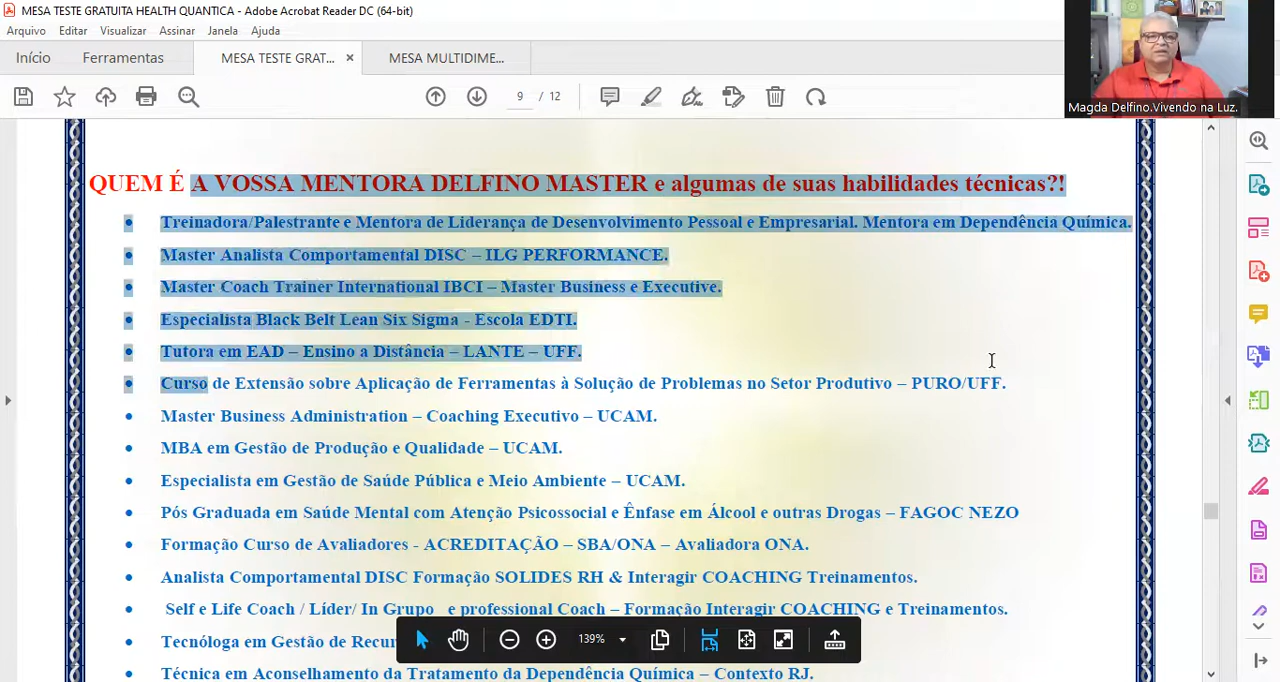 MESA TESTE GRATUITA HEALTH QUANTICA - Adobe Acrobat Reader DC (64-bit)
Arquivo Editar Visualizar Assinar Janela Ajuda
Início Ferramentas MESA TESTE GRAT... × MESA MULTIDIME...
9 / 12
Magda Delfino.Vivendo na Luz.
QUEM É A VOSSA MENTORA DELFINO MASTER e algumas de suas habilidades técnicas?!
• Treinadora/Palestrante e Mentora de Liderança de Desenvolvimento Pessoal e Empresarial. Mentora em Dependência Química.
• Master Analista Comportamental DISC – ILG PERFORMANCE.
• Master Coach Trainer International IBCI – Master Business e Executive.
• Especialista Black Belt Lean Six Sigma - Escola EDTI.
• Tutora em EAD – Ensino a Distância – LANTE – UFF.
• Curso de Extensão sobre Aplicação de Ferramentas à Solução de Problemas no Setor Produtivo – PURO/UFF.
• Master Business Administration – Coaching Executivo – UCAM.
• MBA em Gestão de Produção e Qualidade – UCAM.
• Especialista em Gestão de Saúde Pública e Meio Ambiente – UCAM.
• Pós Graduada em Saúde Mental com Atenção Psicossocial e Ênfase em Álcool e outras Drogas – FAGOC NEZO
• Formação Curso de Avaliadores - ACREDITAÇÃO – SBA/ONA – Avaliadora ONA.
• Analista Comportamental DISC Formação SOLIDES RH & Interagir COACHING Treinamentos.
• Self e Life Coach / Líder/ In Grupo e professional Coach – Formação Interagir COACHING e Treinamentos.
• Tecnóloga em Gestão de Recur
139%
• Técnica em Aconselhamento da Tratamento da Dependência Química – Contexto RJ.